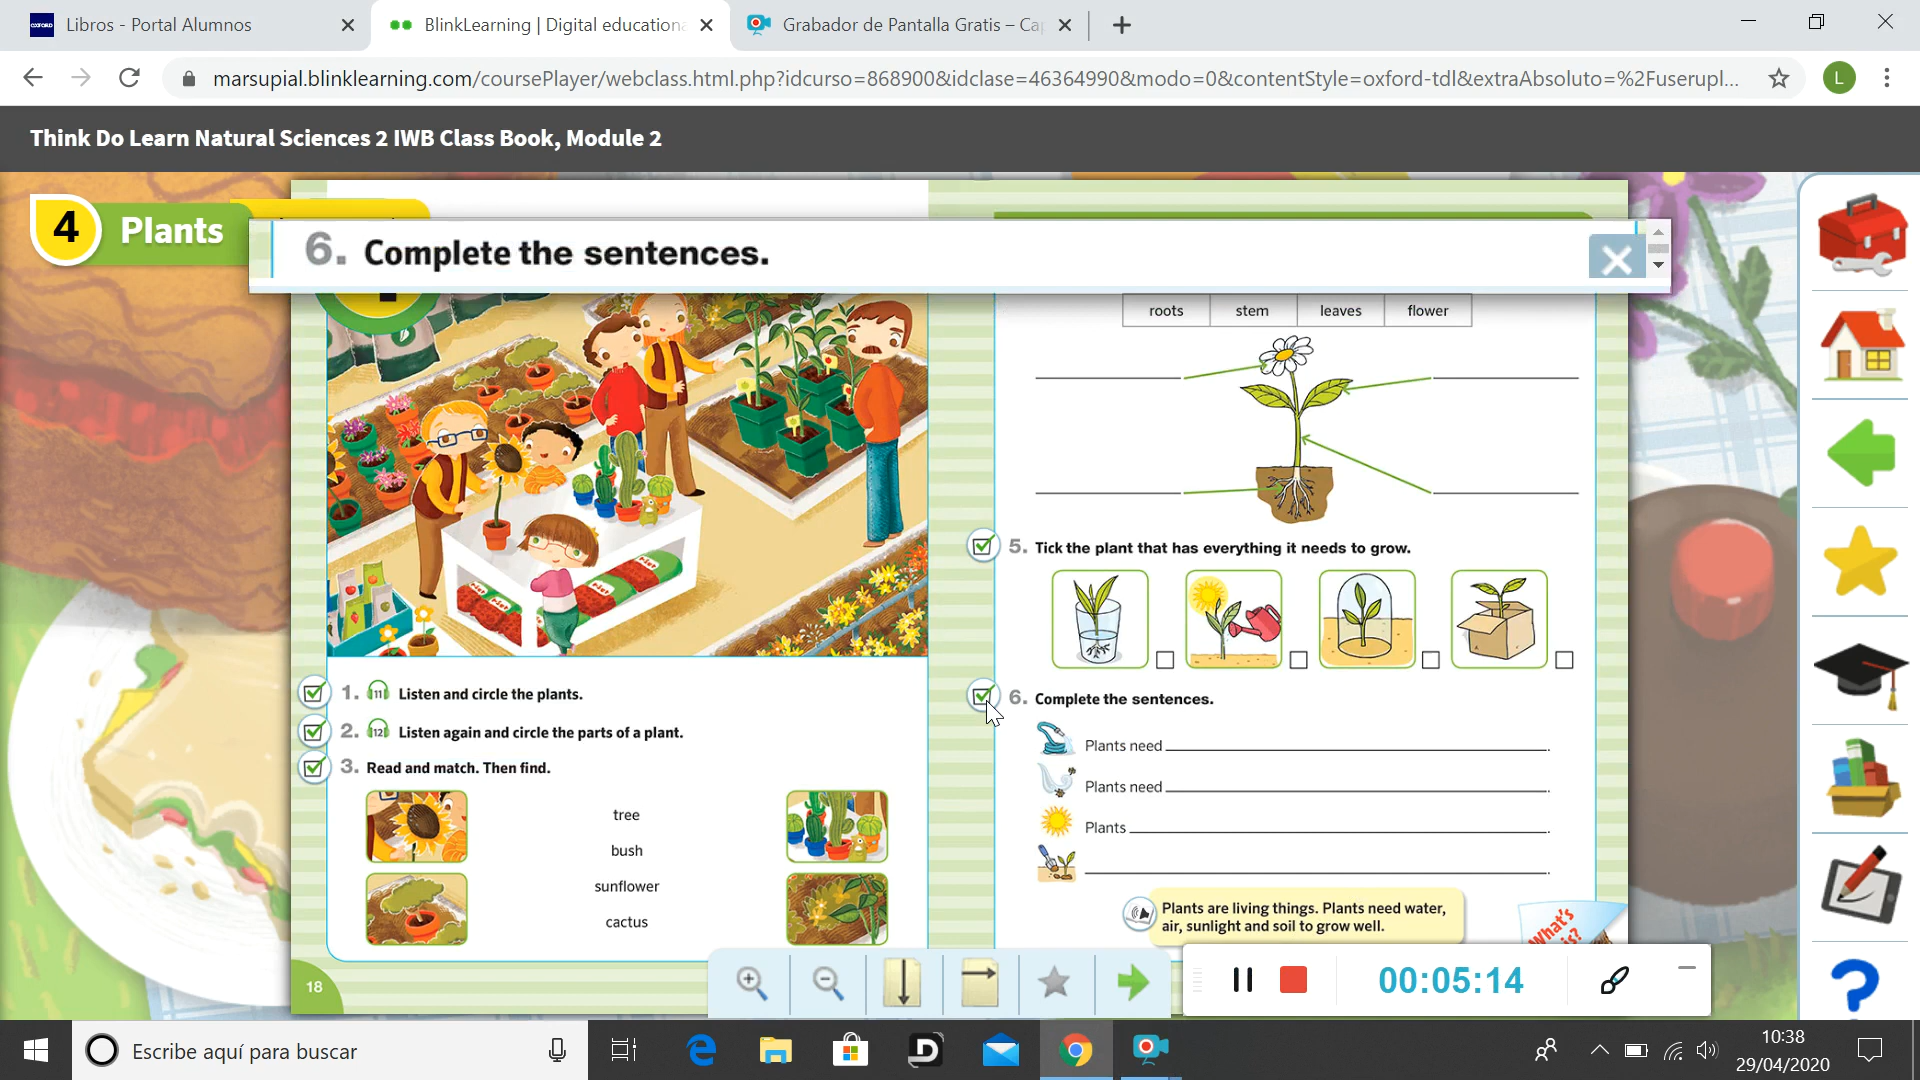 Libros - Portal Alumnos
BlinkLearning | Digital educationa
Grabador de Pantalla Gratis – Ca
marsupial.blinklearning.com/coursePlayer/webclass.html.php?idcurso=868900&idclase=46364990&modo=0&contentStyle=oxford-tdl&extraAbsoluto=%2Fuserupl...
L
Think Do Learn Natural Sciences 2 IWB Class Book, Module 2
4 Plants
6. Complete the sentences.
roots stem leaves flower
5. Tick the plant that has everything it needs to grow.
1. 11 Listen and circle the plants.
2. 12 Listen again and circle the parts of a plant.
3. Read and match. Then find.
tree
bush
sunflower
cactus
18
6. Complete the sentences.
Plants need
Plants need
Plants
Plants are living things. Plants need water,
air, sunlight and soil to grow well.
What's
is?
00:05:14
Escribe aquí para buscar
10:38
29/04/2020